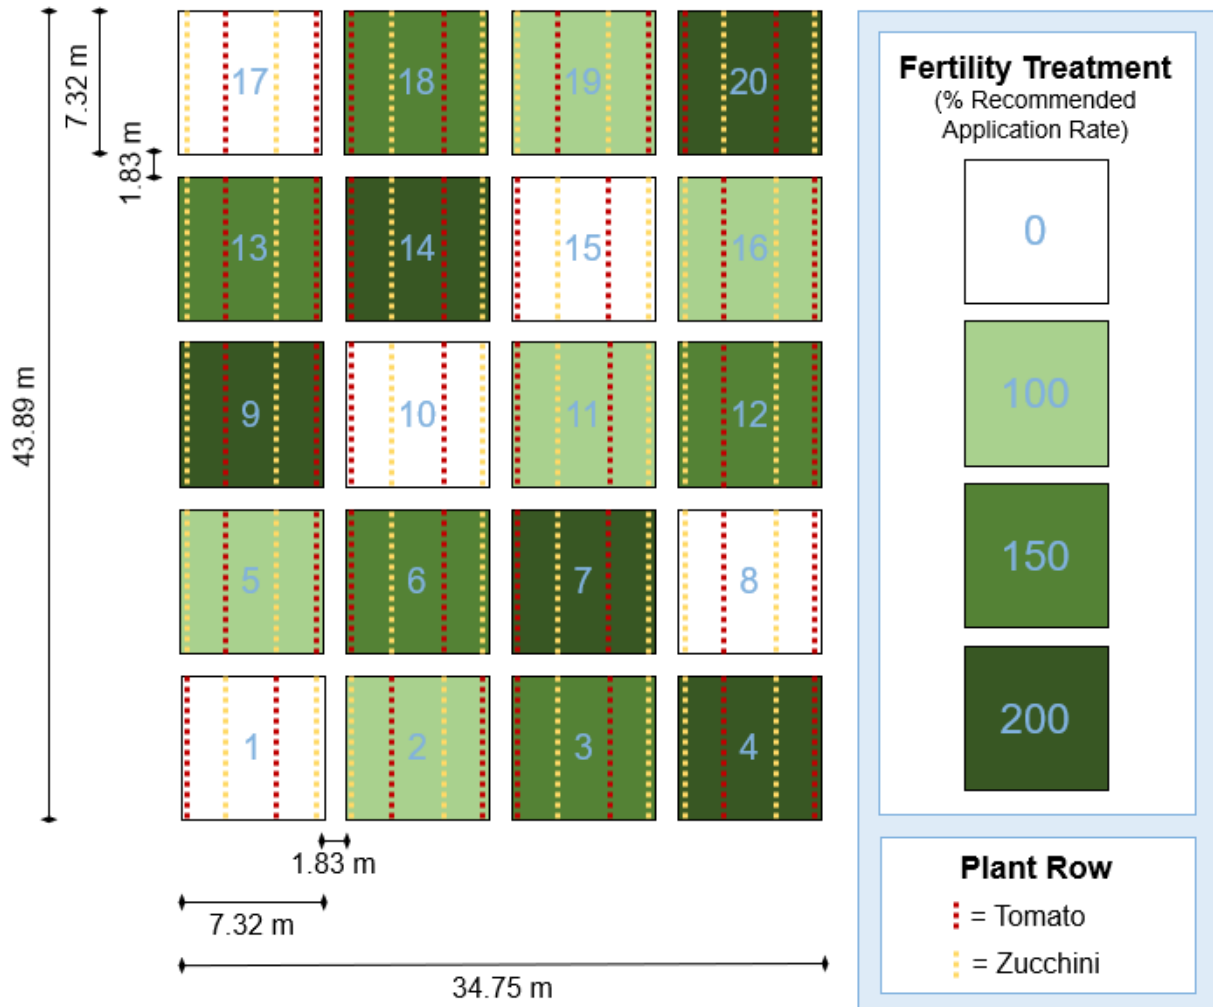 7.32 m
1.83 m
43.89 m
17
18
19
20
13
14
15
16
9
10
11
12
5
6
7
8
1
2
3
4
1.83 m
7.32 m
34.75 m
Fertility Treatment
(% Recommended
Application Rate)
0
100
150
200
Plant Row
= Tomato
= Zucchini